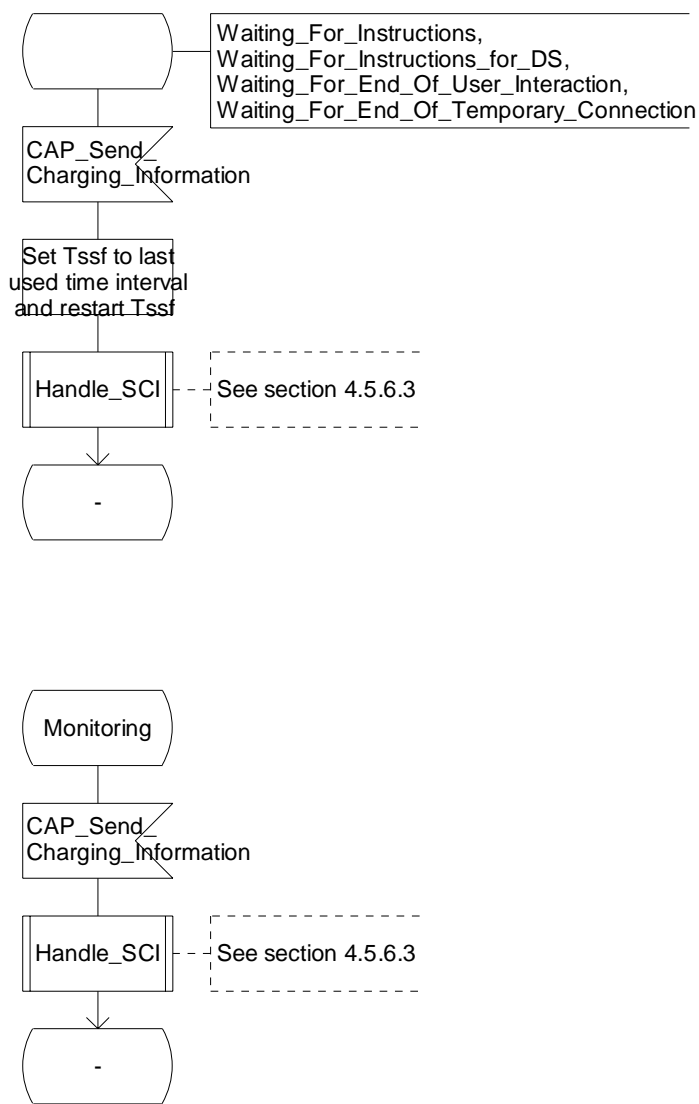 Waiting_For_Instructions,
Waiting_For_Instructions_for_DS,
Waiting_For_End_Of_User_Interaction,
Waiting_For_End_Of_Temporary_Connection
CAP_Send_
Charging_Information
Set Tssf to last
used time interval
and restart Tssf
Handle_SCI
See section 4.5.6.3
-
Monitoring
CAP_Send_
Charging_Information
Handle_SCI
See section 4.5.6.3
-